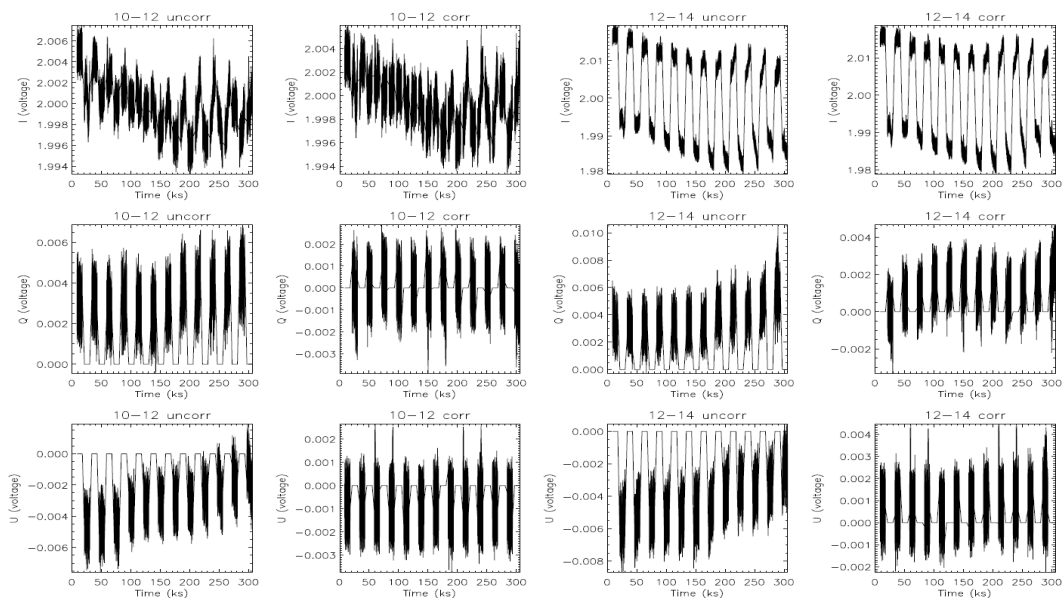 10-12 uncorr
I (voltage)
2.006
2.004
2.002
2.000
1.998
1.996
1.994
0 50 100 150 200 250 300
Time (ks)
10-12 corr
I (voltage)
2.004
2.002
2.000
1.998
1.996
1.994
0 50 100 150 200 250 300
Time (ks)
12-14 uncorr
I (voltage)
2.01
2.00
1.99
1.98
0 50 100 150 200 250 300
Time (ks)
12-14 corr
I (voltage)
2.01
2.00
1.99
1.98
0 50 100 150 200 250 300
Time (ks)
10-12 uncorr
Q (voltage)
0.006
0.004
0.002
0.000
0 50 100 150 200 250 300
Time (ks)
10-12 corr
Q (voltage)
0.002
0.001
0.000
-0.001
-0.002
-0.003
0 50 100 150 200 250 300
Time (ks)
12-14 uncorr
Q (voltage)
0.010
0.008
0.006
0.004
0.002
0.000
0 50 100 150 200 250 300
Time (ks)
12-14 corr
Q (voltage)
0.004
0.002
0.000
-0.002
0 50 100 150 200 250 300
Time (ks)
10-12 uncorr
U (voltage)
0.000
-0.002
-0.004
-0.006
0 50 100 150 200 250 300
Time (ks)
10-12 corr
U (voltage)
0.002
0.001
0.000
-0.001
-0.002
-0.003
0 50 100 150 200 250 300
Time (ks)
12-14 uncorr
U (voltage)
0.000
-0.002
-0.004
-0.006
-0.008
0 50 100 150 200 250 300
Time (ks)
12-14 corr
U (voltage)
0.004
0.003
0.002
0.001
0.000
-0.001
-0.002
0 50 100 150 200 250 300
Time (ks)